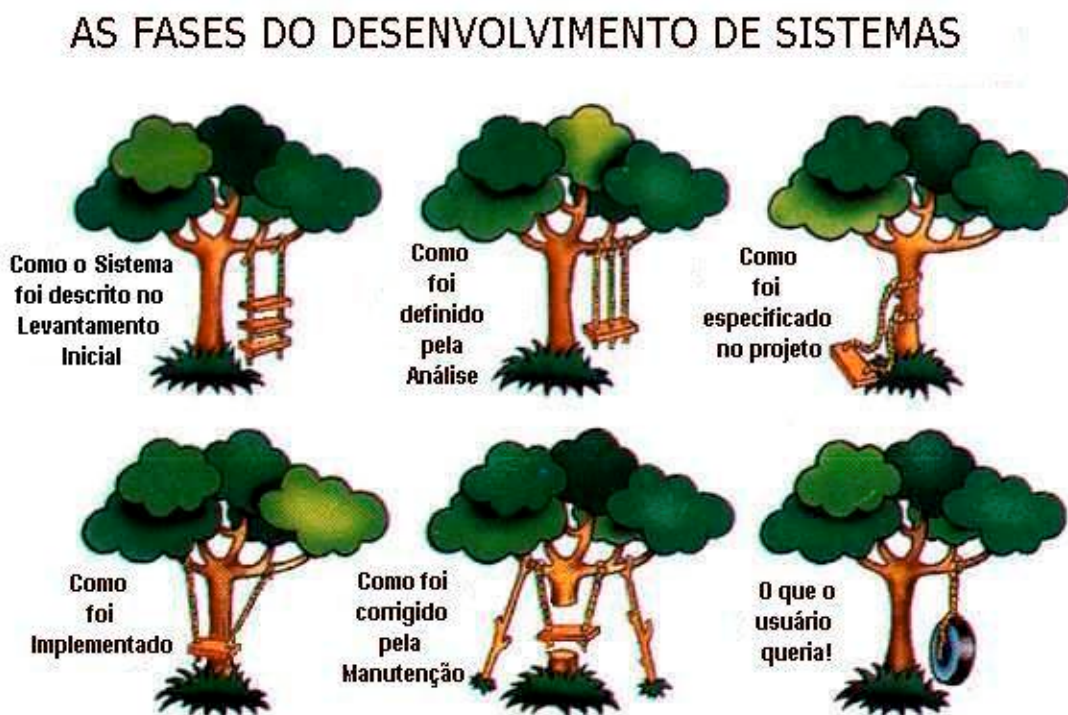 AS FASES DO DESENVOLVIMENTO DE SISTEMAS
Como o Sistema
foi descrito no
Levantamento
Inicial
Como
foi
definido
pela
Análise
Como
foi
especificado
no projeto
Como
foi
Implementado
Como foi
corrigido
pela
Manutenção
O que o
usuário
queria!